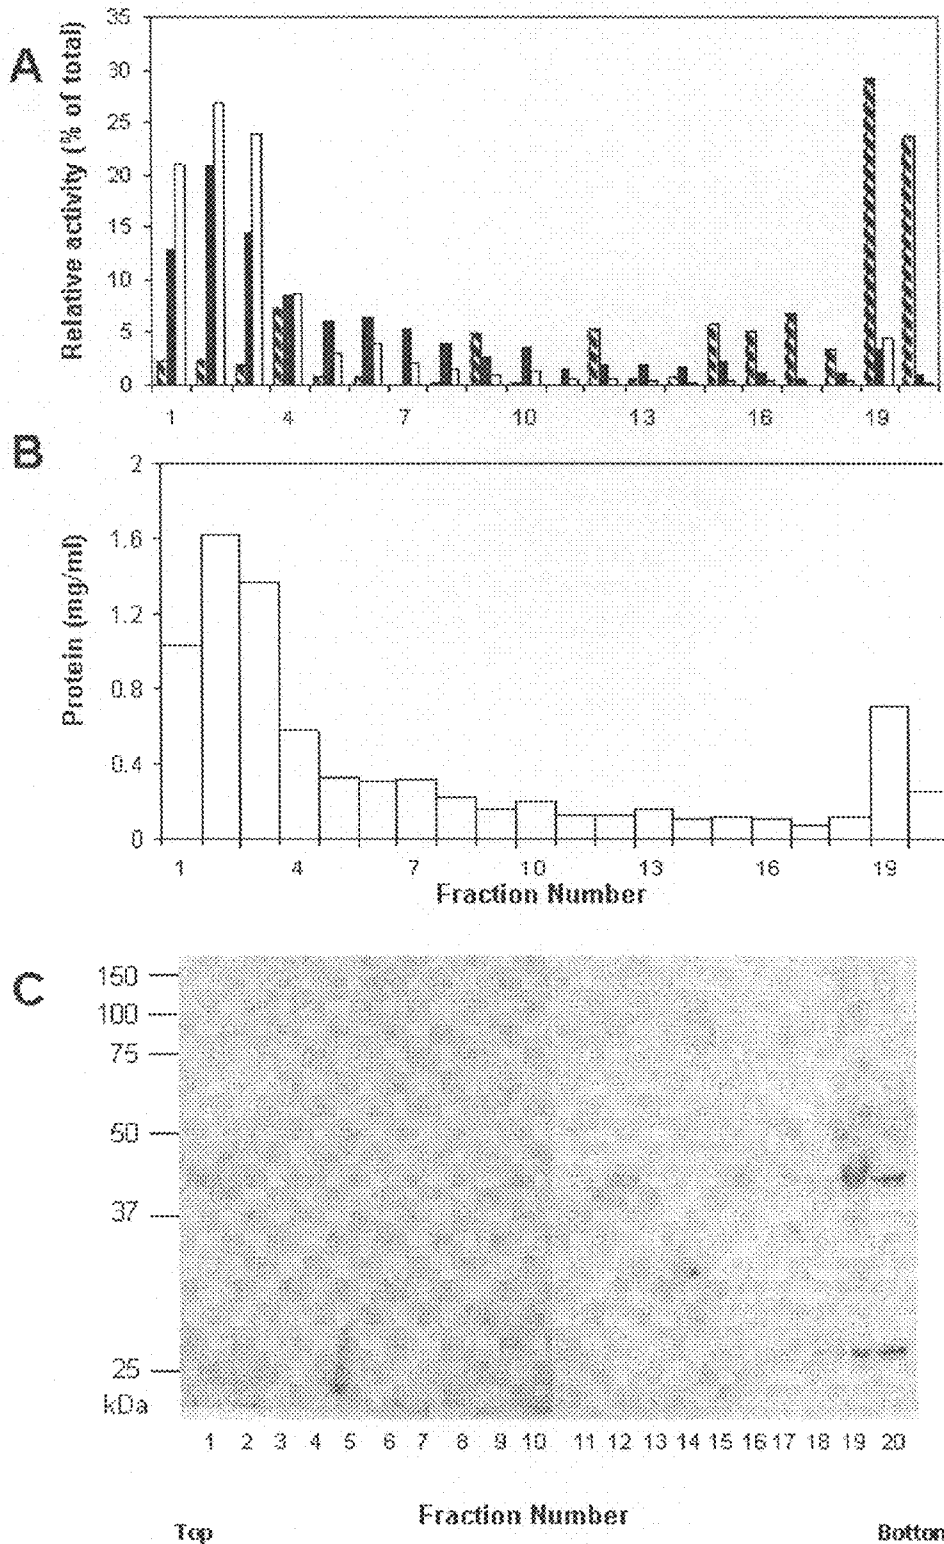 A
Relative activity (% of total)
35
30
25
20
15
10
5
0
1 4 7 10 13 16 19
B
Protein (mg/ml)
2
1.6
1.2
0.8
0.4
0
1 4 7 10 13 16 19
Fraction Number
C
150
100
75
50
37
25
kDa
1 2 3 4 5 6 7 8 9 10 11 12 13 14 15 16 17 18 19 20
Fraction Number
Top Botton